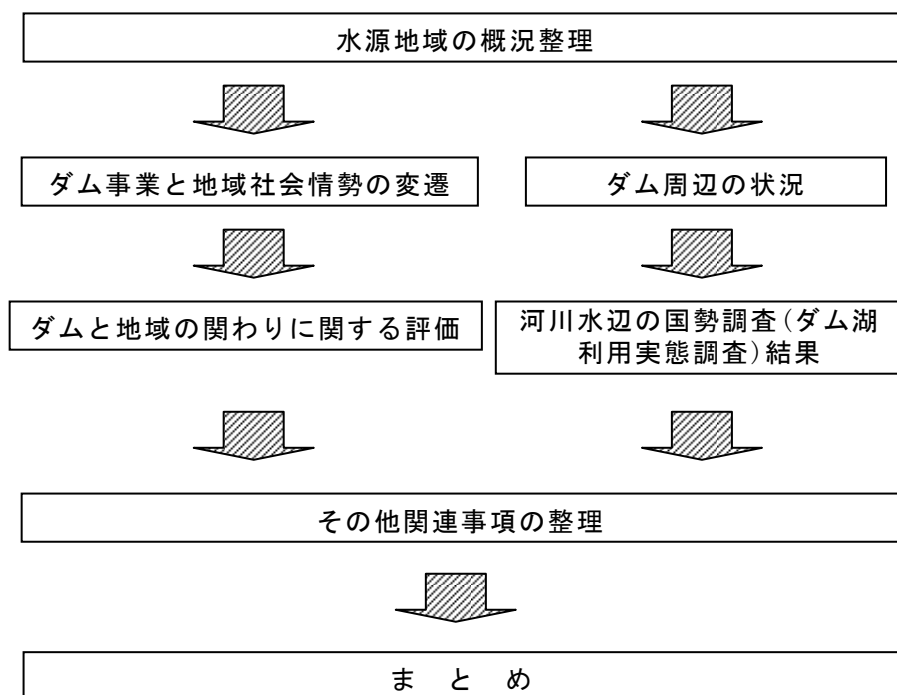 水源地域の概況整理
ダム事業と地域社会情勢の変遷
ダム周辺の状況
ダムと地域の関わりに関する評価
河川水辺の国勢調査(ダム湖
利用実態調査)結果
その他関連事項の整理
ま と め